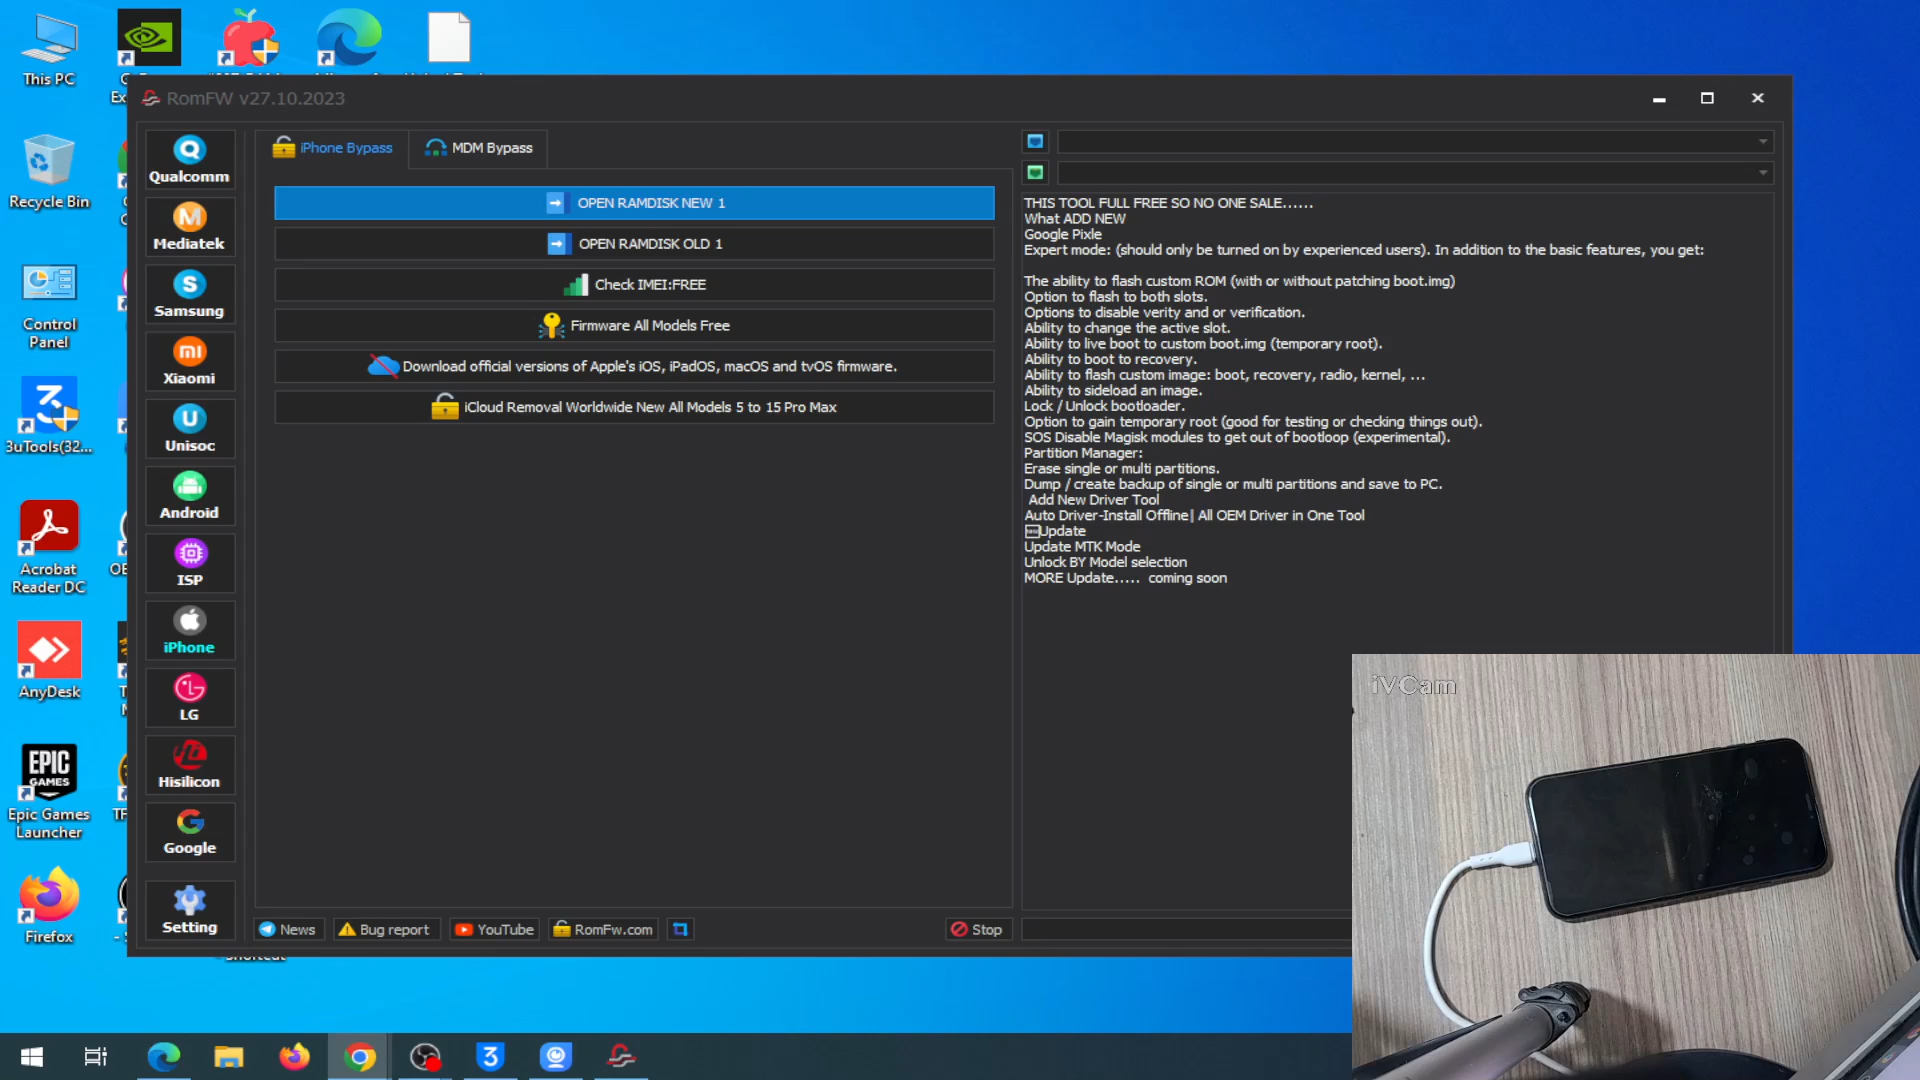 This PC
Recycle Bin
Control
Panel
3uTools(32...
Acrobat
Reader DC
AnyDesk
EPIC
GAMES
Epic Games
Launcher
Firefox
RomFW v27.10.2023
Qualcomm
Mediatek
Samsung
Xiaomi
Unisoc
Android
ISP
iPhone
LG
Hisilicon
Google
Setting
iPhone Bypass
MDM Bypass
OPEN RAMDISK NEW 1
OPEN RAMDISK OLD 1
Check IMEI:FREE
Firmware All Models Free
Download official versions of Apple's iOS, iPadOS, macOS and tvOS firmware.
iCloud Removal Worldwide New All Models 5 to 15 Pro Max
THIS TOOL FULL FREE SO NO ONE SALE......
What ADD NEW
Google Pixle
Expert mode: (should only be turned on by experienced users). In addition to the basic features, you get:
The ability to flash custom ROM (with or without patching boot.img)
Option to flash to both slots.
Options to disable verity and or verification.
Ability to change the active slot.
Ability to live boot to custom boot.img (temporary root).
Ability to boot to recovery.
Ability to flash custom image: boot, recovery, radio, kernel, ...
Ability to sideload an image.
Lock / Unlock bootloader.
Option to gain temporary root (good for testing or checking things out).
SOS Disable Magisk modules to get out of bootloop (experimental).
Partition Manager:
Erase single or multi partitions.
Dump / create backup of single or multi partitions and save to PC.
Add New Driver Tool
Auto Driver-Install Offline| All OEM Driver in One Tool
Update
Update MTK Mode
Unlock BY Model selection
MORE Update..... coming soon
News
Bug report
YouTube
RomFw.com
Stop
iVCam